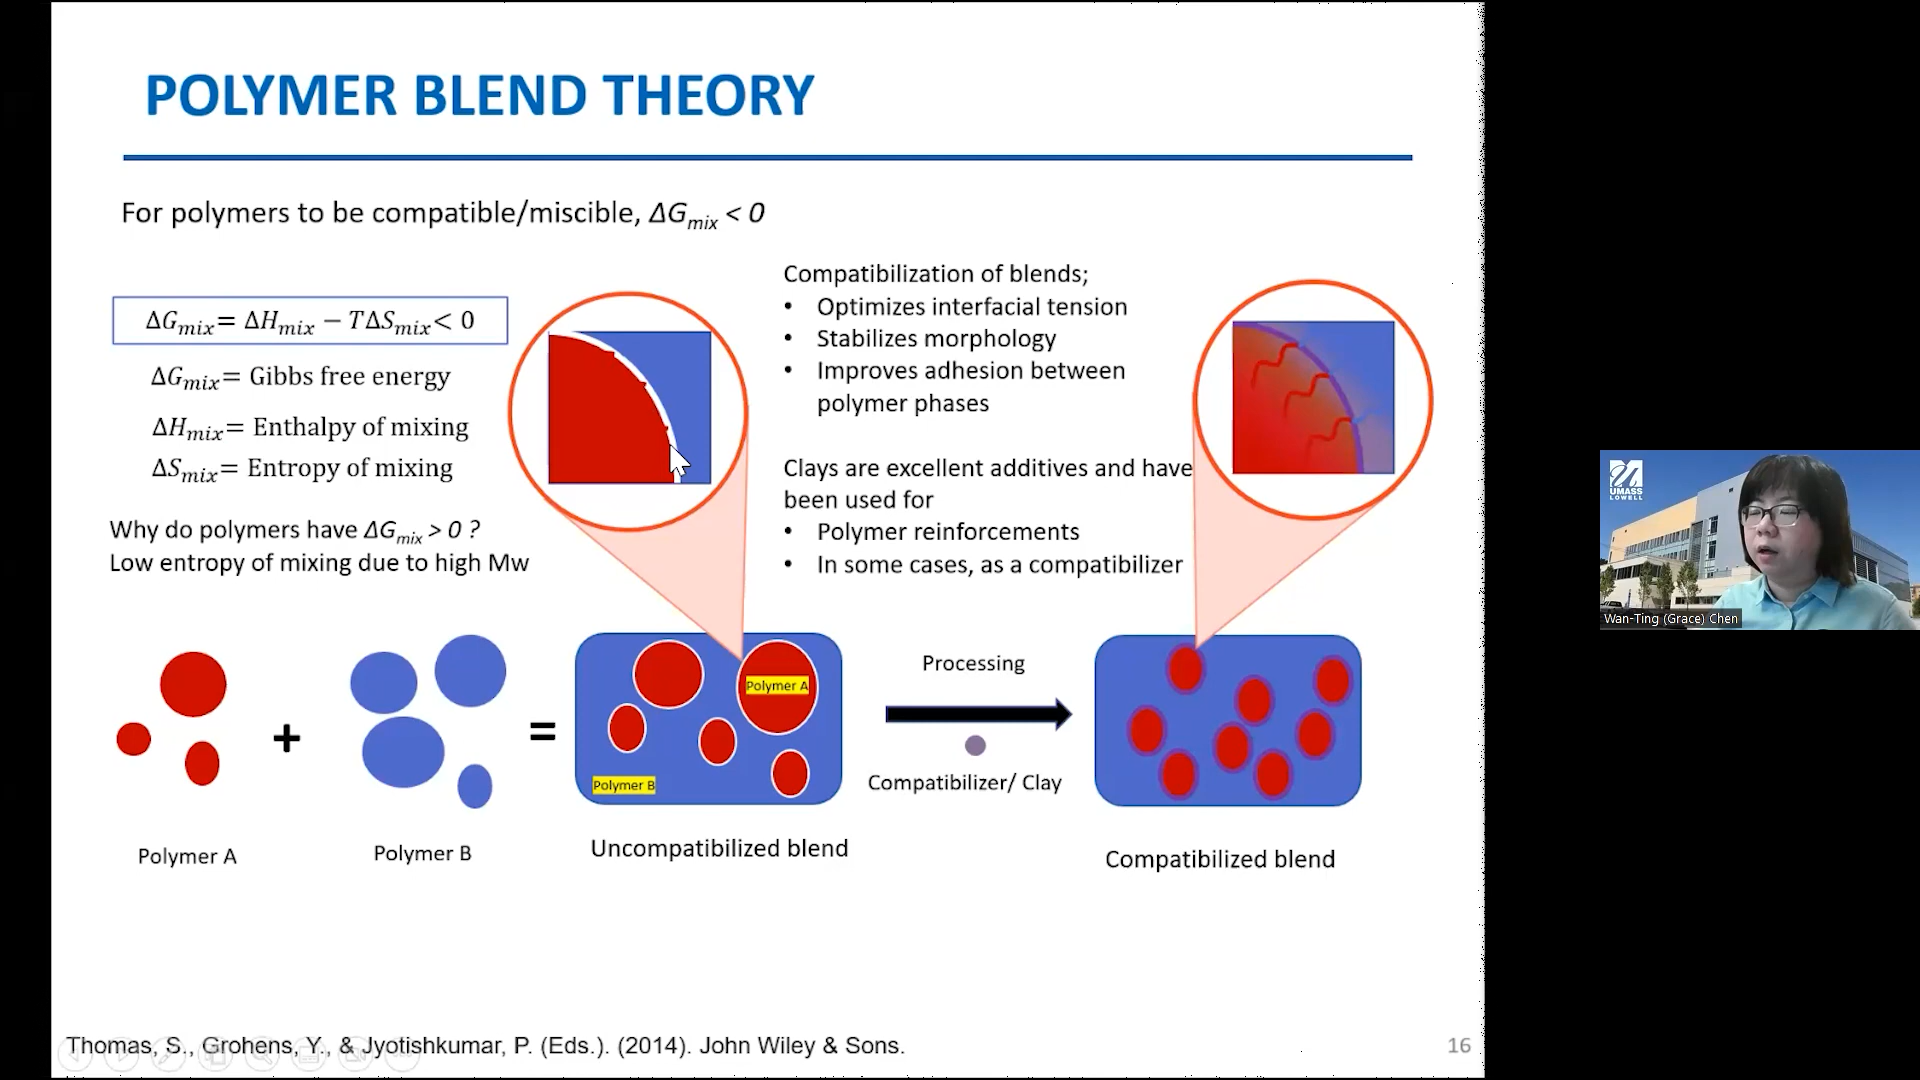 POLYMER BLEND THEORY
For polymers to be compatible/miscible, ΔGmix < 0
ΔGmix= ΔHmix − TΔSmix< 0
ΔGmix= Gibbs free energy
ΔHmix= Enthalpy of mixing
ΔSmix= Entropy of mixing
Why do polymers have ΔGmix > 0 ?
Low entropy of mixing due to high Mw
Compatibilization of blends;
• Optimizes interfacial tension
• Stabilizes morphology
• Improves adhesion between
polymer phases
Clays are excellent additives and have
been used for
• Polymer reinforcements
• In some cases, as a compatibilizer
+
=
Polymer A
Polymer B
Processing
Compatibilizer/ Clay
Polymer A
Polymer B
Uncompatibilized blend
Compatibilized blend
Thomas, S., Grohens, Y., & Jyotishkumar, P. (Eds.). (2014). John Wiley & Sons.
16
UMASS
LOWELL
Wan-Ting (Grace) Chen